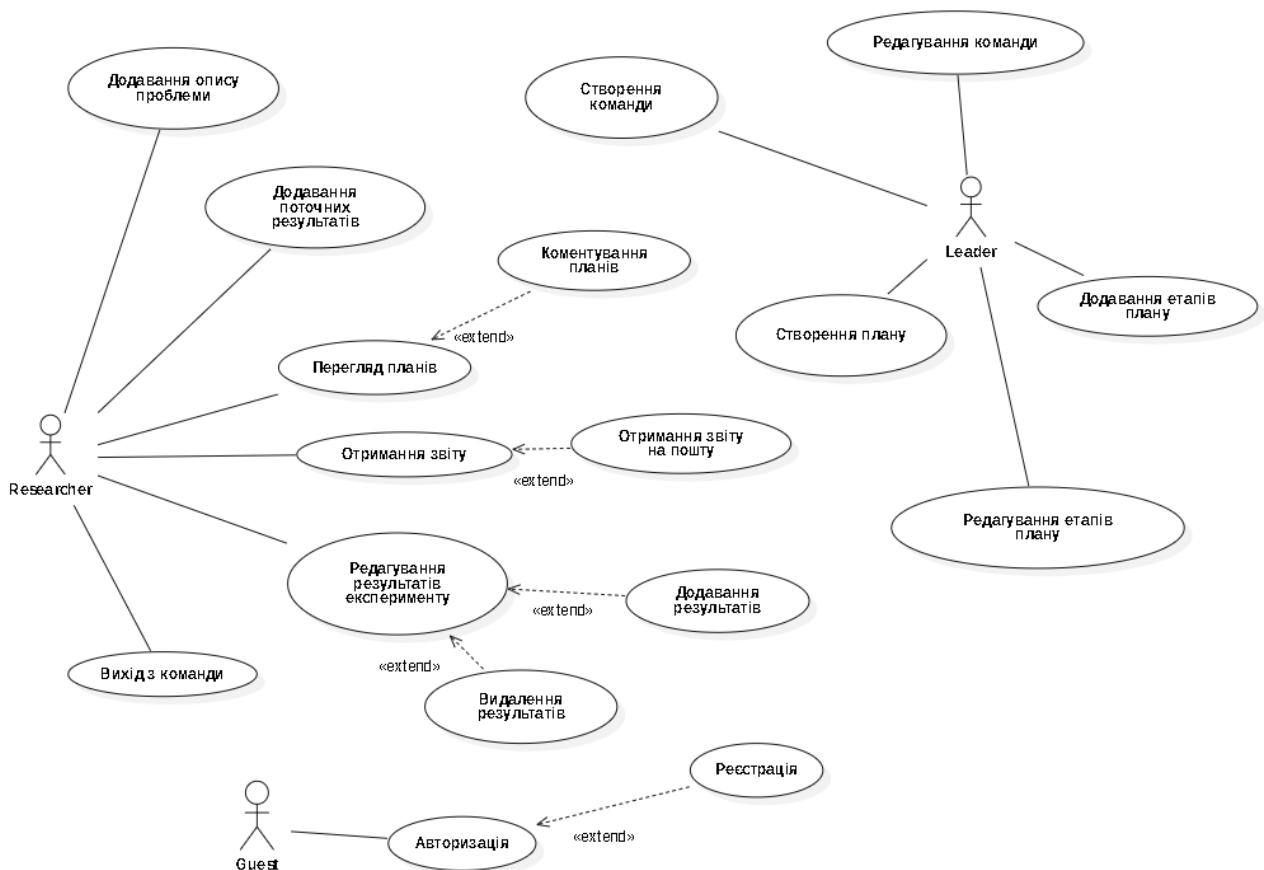 Редагування команди
Додавання опису
проблеми
Створення
команди
Додавання
поточних
результатів
Коментування
планів
Leader
Додавання етапів
плану
Створення плану
«extend»
Перегляд планів
Отримання звіту
Отримання звіту
на пошту
«extend»
Researcher
Редагування етапів
плану
Редагування
результатів
експерименту
Додавання
результатів
«extend»
«extend»
Вихід з команди
Видалення
результатів
Реєстрація
«extend»
Авторизація
Guest